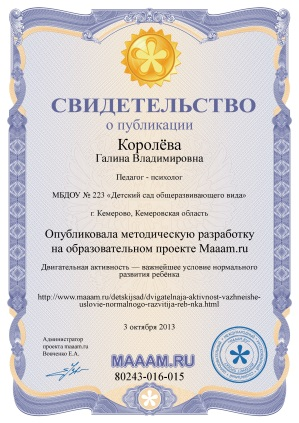 СВИДЕТЕЛЬСТВО
о публикации
Королёва
Галина Владимировна
Педагог - психолог
МБДОУ № 223 «Детский сад общеразвивающего вида»
г. Кемерово, Кемеровская область
Опубликовала методическую разработку
на образовательном проекте Maaam.ru
Двигательная активность — важнейшее условие нормального
развития ребёнка
http://www.maaam.ru/detskijsad/dvigatelnaja-aktivnost-vazhneishe-
uslovie-normalnogo-razvitija-reb-nka.html
3 октября 2013
Администратор
проекта maaam.ru
Вовченко Е.А.
MAAAM.RU
80243-016-015